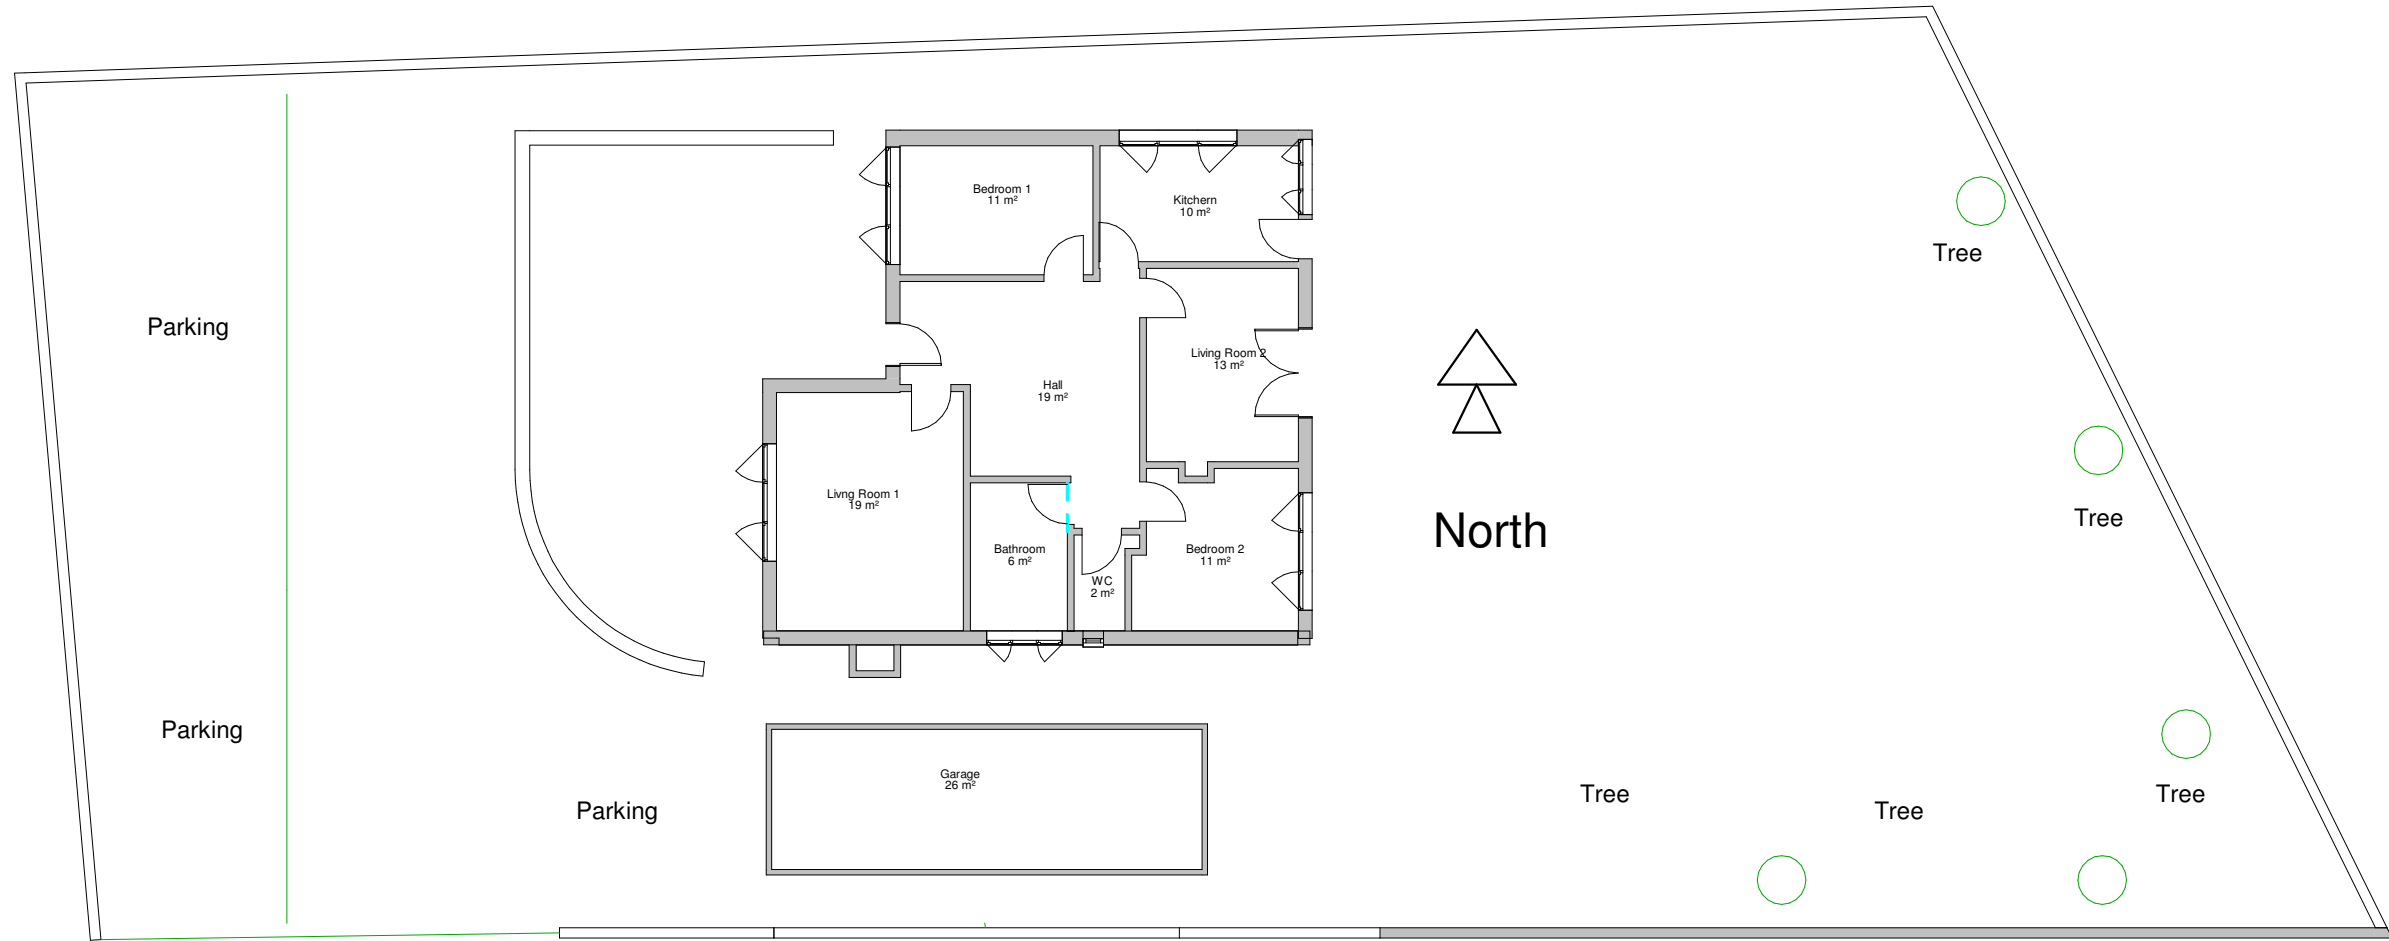 Bedroom 1
11 m²
Kitchern
10 m²
Tree
Parking
Living Room 2
13 m²
Hall
19 m²
Livng Room 1
19 m²
North
Tree
Bathroom
6 m²
Bedroom 2
11 m²
WC
2 m²
Parking
Garage
26 m²
Parking
Tree
Tree
Tree